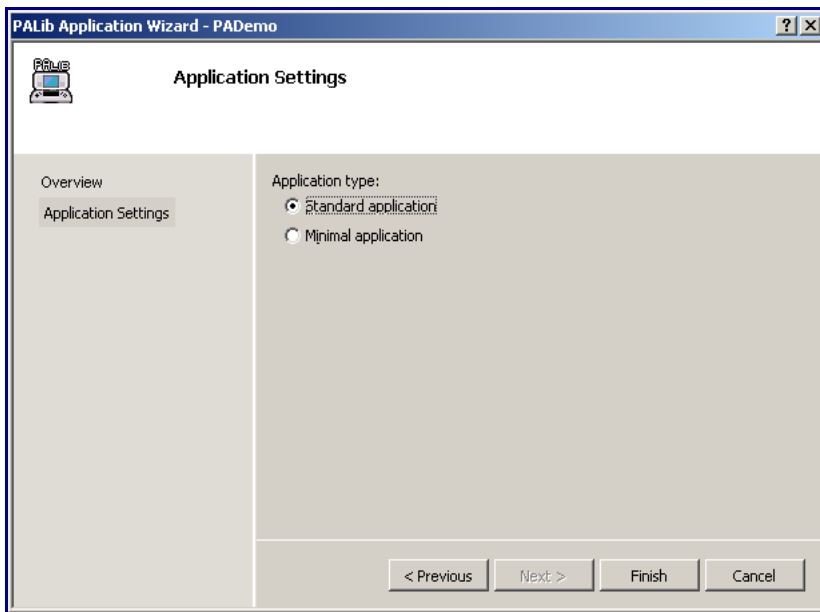 PALib Application Wizard - PADemo
PALIB
Application Settings
Overview
Application Settings
Application type:
Standard application
Minimal application
< Previous
Next >
Finish
Cancel